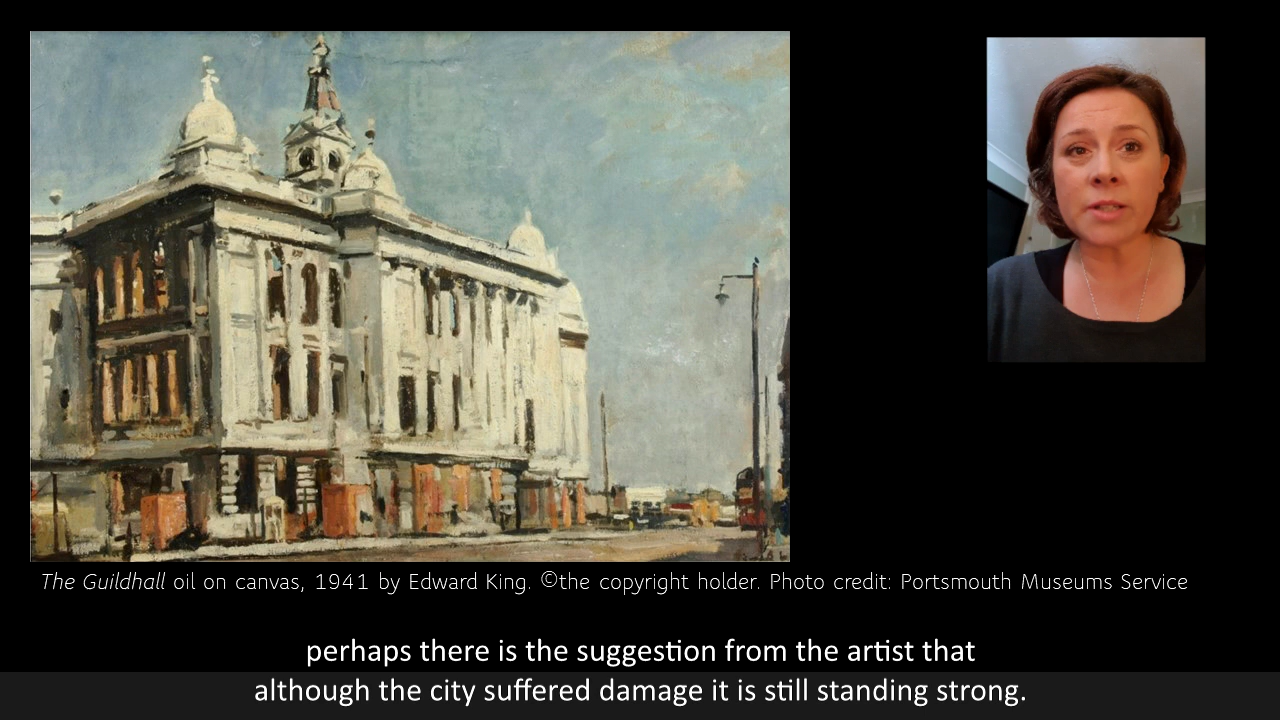 The Guildhall oil on canvas, 1941 by Edward King. ©the copyright holder. Photo credit: Portsmouth Museums Service
perhaps there is the suggestion from the artist that
although the city suffered damage it is still standing strong.